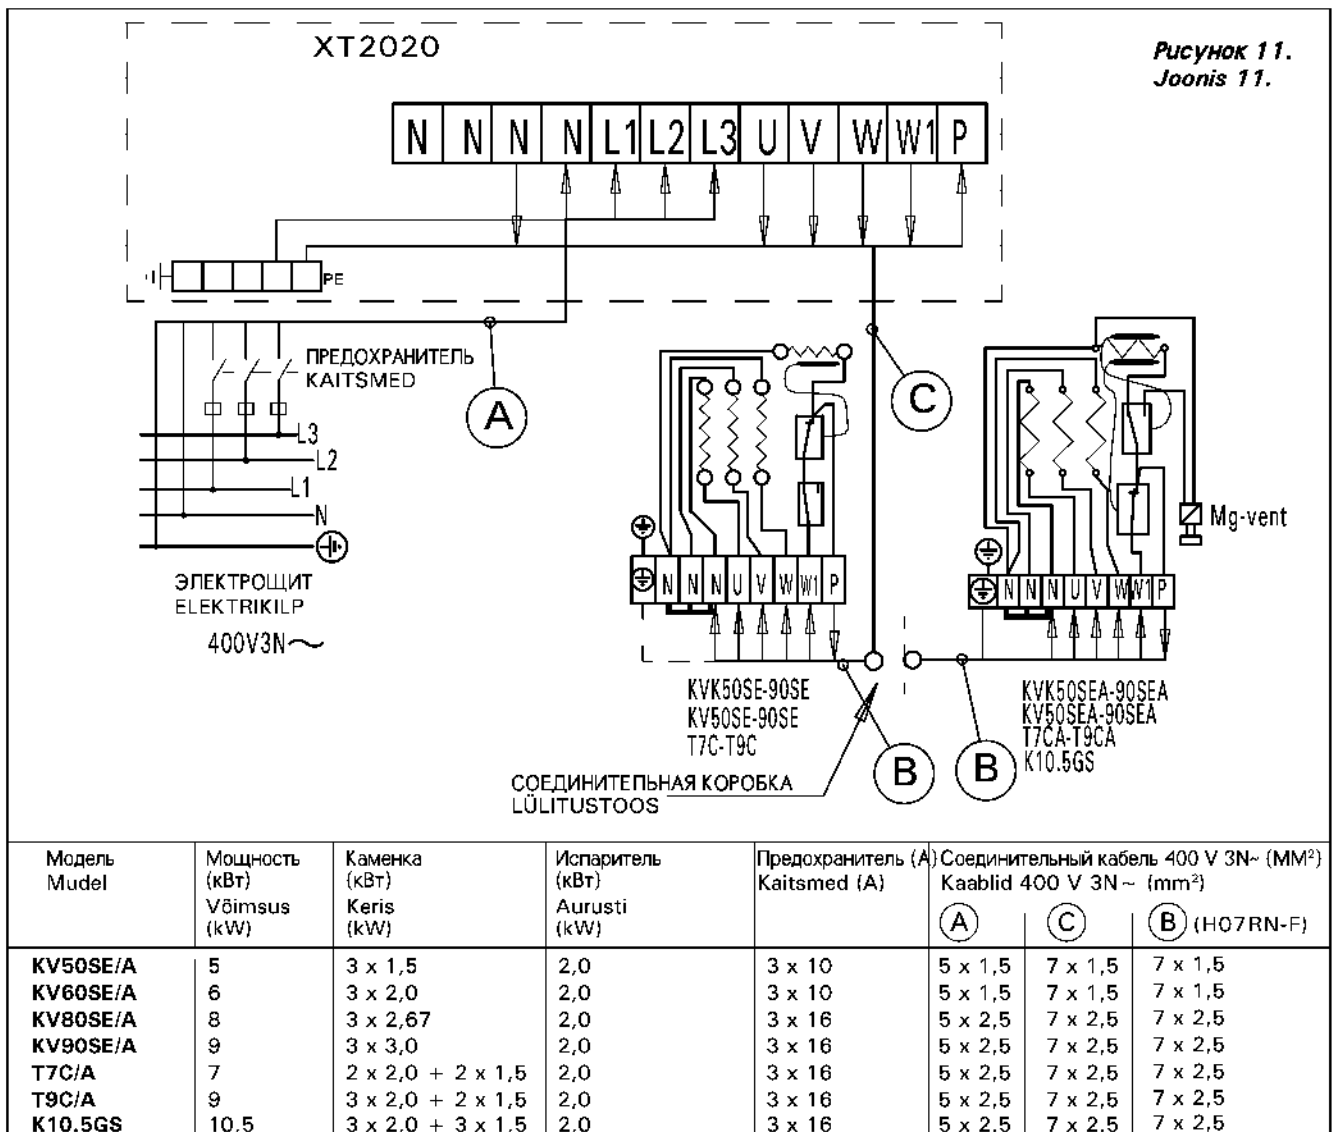 XT2020
Рисунок 11.
Joonis 11.
N N N N L1 L2 L3 U V W W1 P
PE
ПРЕДОХРАНИТЕЛЬ
KAITSMED
A
C
L3
L2
L1
N
Mg-vent
ЭЛЕКТРОЩИТ
ELEKTRIKILP
400V3N~
N N N U V W W1 P
N N N U V W W1 P
KVK50SE-90SE
KV50SE-90SE
T7C-T9C
KVK50SEA-90SEA
KV50SEA-90SEA
T7CA-T9CA
K10.5GS
B
B
СОЕДИНИТЕПЬНАЯ КОРОБКА
LÜLITUSTOOS
Модель Мощность Каменка Испаритель Предохранитель (А) Соединительный кабель 400 V 3N~ (ММ²)
Mudel (кВт) (кВт) (кВт) Kaitsmed (A) Kaablid 400 V 3N~ (mm²)
Võimsus Keris Aurusti
(kW) (kW) (kW) A C B (H07RN-F)
KV50SE/A 5 3 x 1,5 2,0 3 x 10 5 x 1,5 7 x 1,5 7 x 1,5
KV60SE/A 6 3 x 2,0 2,0 3 x 10 5 x 1,5 7 x 1,5 7 x 1,5
KV80SE/A 8 3 x 2,67 2,0 3 x 16 5 x 2,5 7 x 2,5 7 x 2,5
KV90SE/A 9 3 x 3,0 2,0 3 x 16 5 x 2,5 7 x 2,5 7 x 2,5
T7C/A 7 2 x 2,0 + 2 x 1,5 2,0 3 x 16 5 x 2,5 7 x 2,5 7 x 2,5
T9C/A 9 3 x 2,0 + 2 x 1,5 2,0 3 x 16 5 x 2,5 7 x 2,5 7 x 2,5
K10.5GS 10,5 3 x 2,0 + 3 x 1,5 2,0 3 x 16 5 x 2,5 7 x 2,5 7 x 2,5